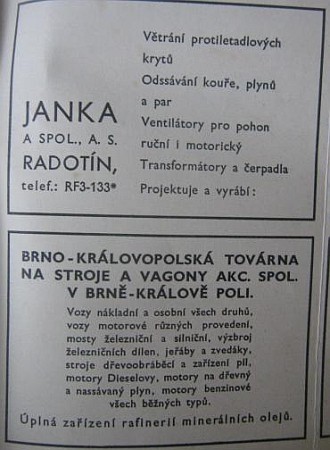 Větrání protiletadlových
krytů
Odssávání kouře, plynů
a par
Ventilátory pro pohon
ruční i motorický
Transformátory a čerpadla
Projektuje a vyrábí:
JANKA
A SPOL., A. S.
RADOTÍN,
telef.: RF3-133*
BRNO-KRÁLOVOPOLSKÁ TOVÁRNA
NA STROJE A VAGONY AKC. SPOL.
V BRNĚ-KRÁLOVĚ POLI.
Vozy nákladní a osobní všech druhů,
vozy motorové různých provedení,
mosty železniční a silniční, výzbroj
železničních dílen, jeřáby a zvedáky,
stroje dřevoobráběcí a zařízení pil,
motory Dieselovy, motory na dřevný
a nassávaný plyn, motory benzinové
všech běžných typů.
Úplná zařízení rafinerií minerálních olejů.